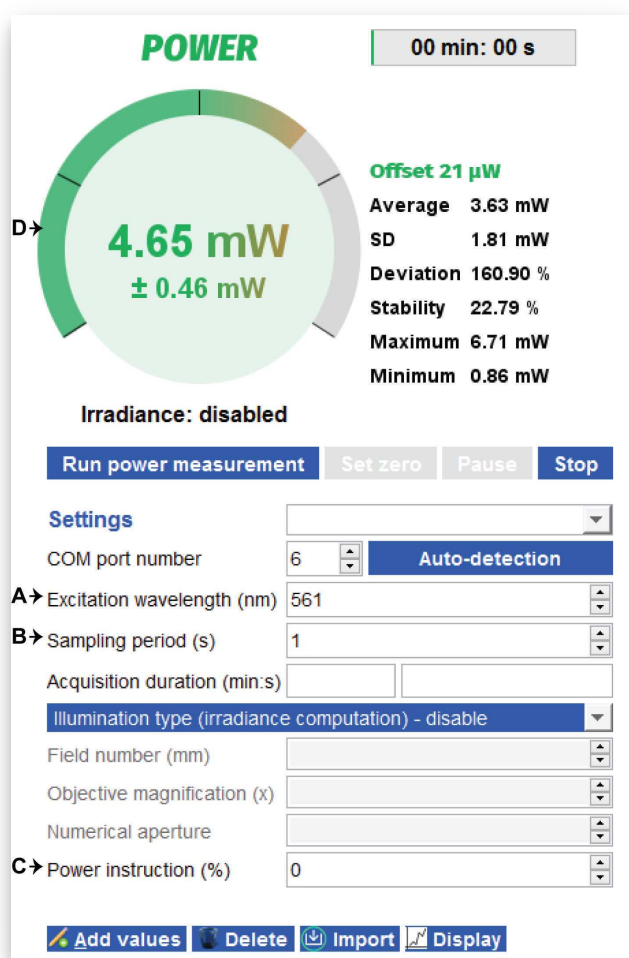 POWER
00 min: 00 s
Offset 21 µW
Average 3.63 mW
D
4.65 mW
SD 1.81 mW
± 0.46 mW
Deviation 160.90 %
Stability 22.79 %
Maximum 6.71 mW
Minimum 0.86 mW
Irradiance: disabled
Run power measurement Set zero Pause Stop
Settings
COM port number 6 Auto-detection
A Excitation wavelength (nm) 561
B Sampling period (s) 1
Acquisition duration (min:s)
Illumination type (irradiance computation) - disable
Field number (mm)
Objective magnification (x)
Numerical aperture
C Power instruction (%) 0
Add values Delete Import Display